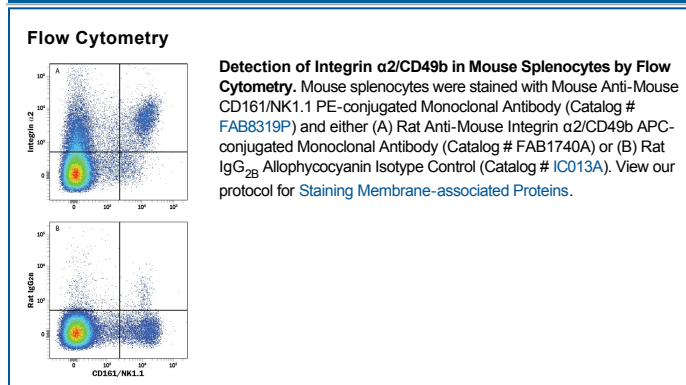 Flow Cytometry
Detection of Integrin α2/CD49b in Mouse Splenocytes by Flow
Cytometry. Mouse splenocytes were stained with Mouse Anti-Mouse
CD161/NK1.1 PE-conjugated Monoclonal Antibody (Catalog #
FAB8319P) and either (A) Rat Anti-Mouse Integrin α2/CD49b APC-
conjugated Monoclonal Antibody (Catalog # FAB1740A) or (B) Rat
IgG2B Allophycocyanin Isotype Control (Catalog # IC013A). View our
protocol for Staining Membrane-associated Proteins.
A
Integrin α2
B
Rat IgG2B
CD161/NK1.1